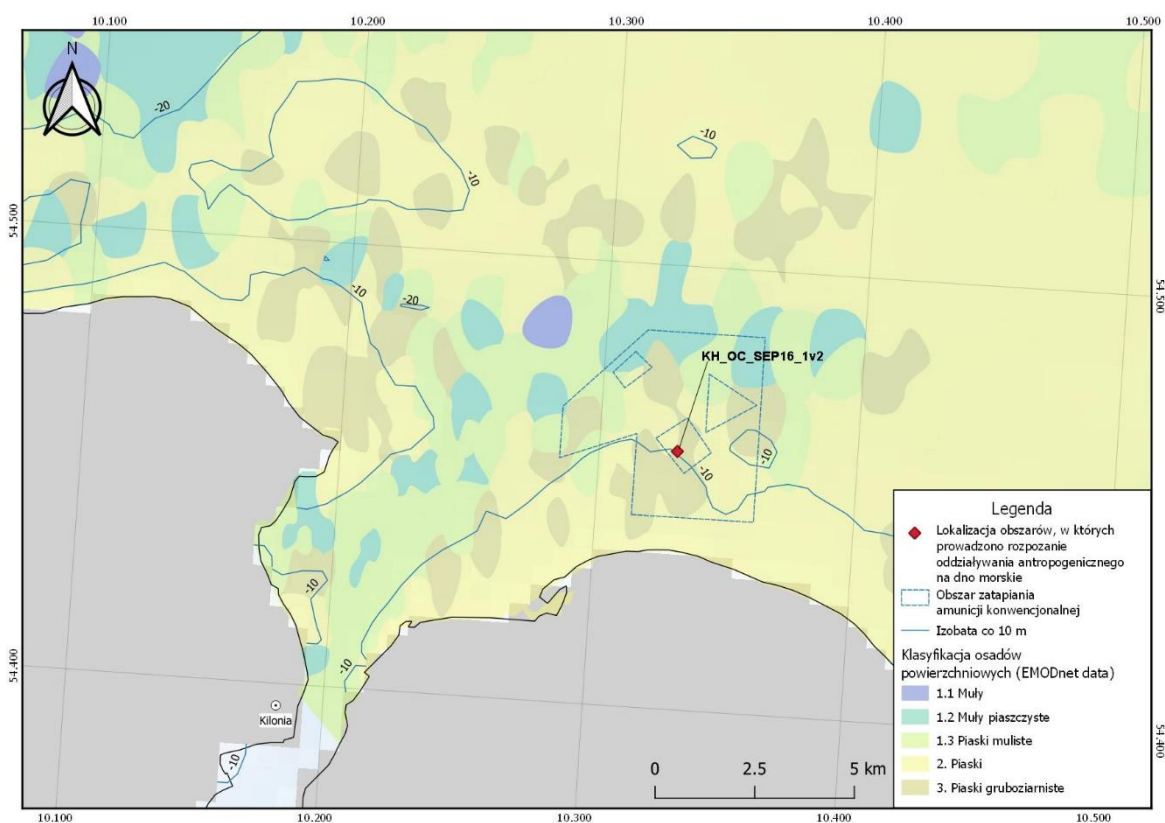 10.100 10.200 10.300 10.400 10.500
N
-20
-10
-10
54.500
-10
-20
54.500
KH_OC_SEP16_1v2
-10
-10
-10
-10
54.400
Kilonia
-10
54.400
0 2.5 5 km
Legenda
Lokalizacja obszarów, w których
prowadzono rozpozanie
oddziaływania antropogenicznego
na dno morskie
Obszar zatapiania
amunicji konwencjonalnej
Izobata co 10 m
Klasyfikacja osadów
powierzchniowych (EMODnet data)
1.1 Muły
1.2 Muły piaszczyste
1.3 Piaski muliste
2. Piaski
3. Piaski gruboziarniste
10.100 10.200 10.300 10.400 10.500